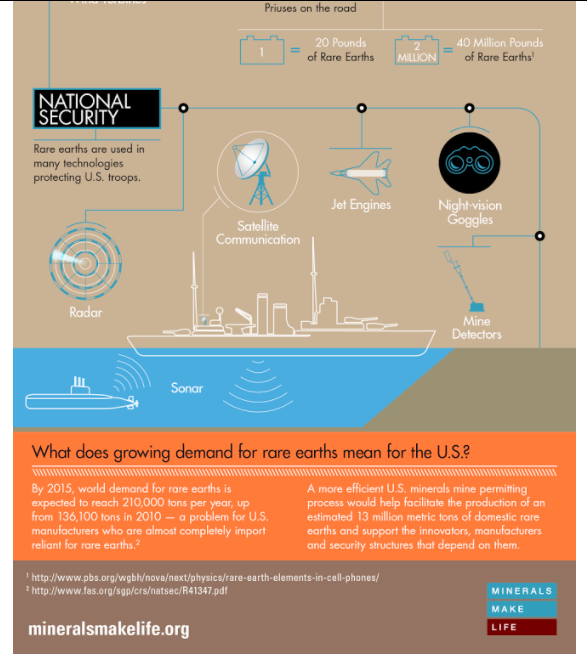 Wind Turbines
Priuses on the road
1
=
20 Pounds
of Rare Earths
2
MILLION
=
40 Million Pounds
of Rare Earths¹
NATIONAL
SECURITY
Rare earths are used in
many technologies
protecting U.S. troops.
Satellite
Communication
Jet Engines
Night-vision
Goggles
Radar
Mine
Detectors
Sonar
What does growing demand for rare earths mean for the U.S.?
By 2015, world demand for rare earths is
expected to reach 210,000 tons per year, up
from 136,100 tons in 2010 — a problem for U.S.
manufacturers who are almost completely import
reliant for rare earths.²
A more efficient U.S. minerals mine permitting
process would help facilitate the production of an
estimated 13 million metric tons of domestic rare
earths and support the innovators, manufacturers
and security structures that depend on them.
¹ http://www.pbs.org/wgbh/nova/next/physics/rare-earth-elements-in-cell-phones/
² http://www.fas.org/sgp/crs/natsec/R41347.pdf
mineralsmakelife.org
MINERALS
MAKE
LIFE